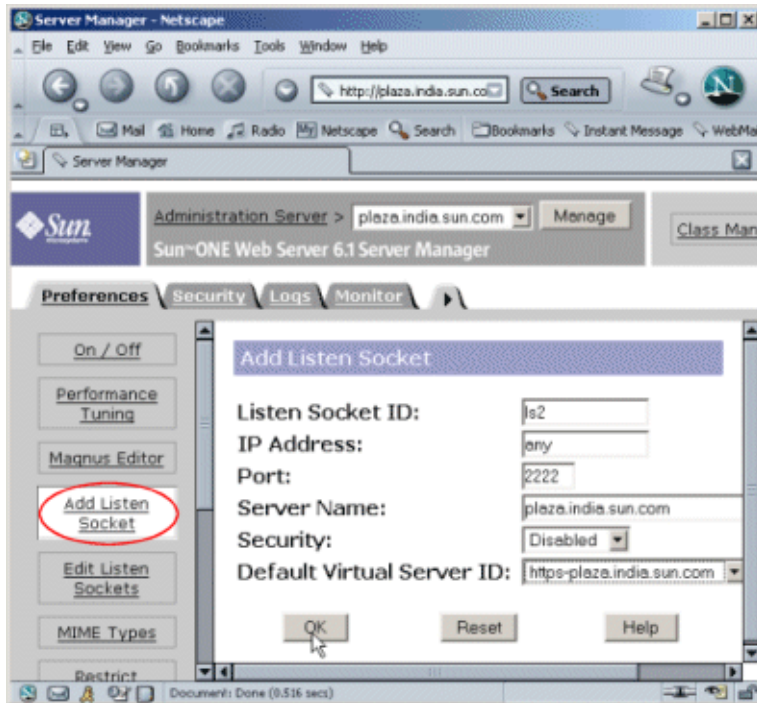 Server Manager - Netscape
File Edit View Go Bookmarks Tools Window Help
http://plaza.india.sun.co
Search
Mail Home Radio My Netscape Search Bookmarks Instant Message WebMa
Server Manager
Sun microsystems
Administration Server > plaza.india.sun.com Manage
Class Man
Sun ONE Web Server 6.1 Server Manager
Preferences Security Logs Monitor
On / Off
Performance
Tuning
Magnus Editor
Add Listen
Socket
Edit Listen
Sockets
MIME Types
Restrict
Add Listen Socket
Listen Socket ID: ls2
IP Address: any
Port: 2222
Server Name: plaza.india.sun.com
Security: Disabled
Default Virtual Server ID: https-plaza.india.sun.com
OK Reset Help
Document: Done (0.516 secs)